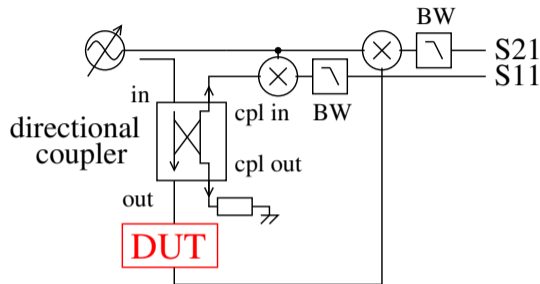 BW
S21
S11
in
cpl in
BW
directional
coupler
cpl out
out
DUT